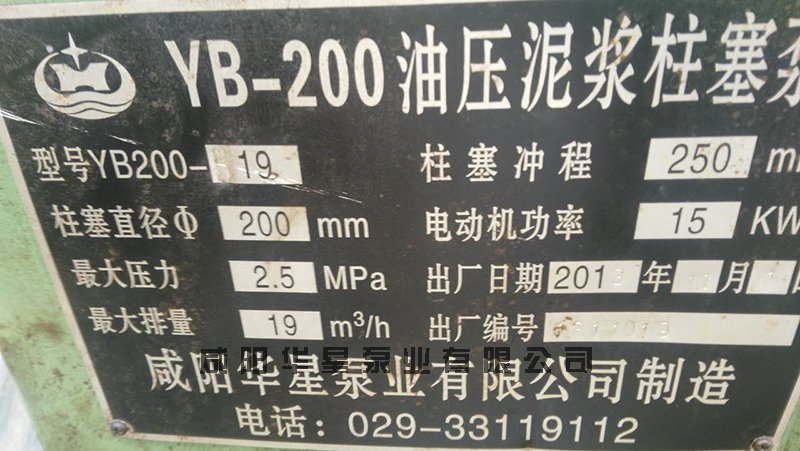 YB-200油压泥浆柱塞泵
型号YB200-19 柱塞冲程 250
柱塞直径Φ 200 mm 电动机功率 15 KW
最大压力 2.5 MPa 出厂日期 201 年 月
最大排量 19 m³/h 出厂编号
咸阳华星泵业有限公司
咸阳华星泵业有限公司制造
电话：029-33119112